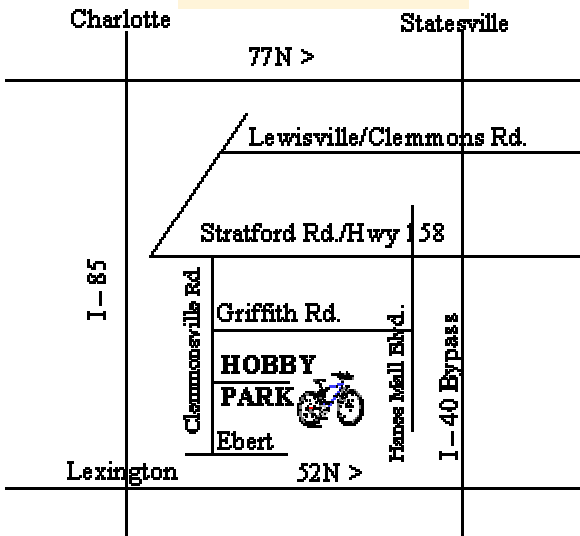 Charlotte
Statesville
77N >
Lewisville/Clemmons Rd.
Stratford Rd./Hwy 158
I-85
Clemmonsville Rd.
Griffith Rd.
Hanes Mall Blvd.
I-40 Bypass
HOBBY
PARK
Ebert
Lexington
52N >